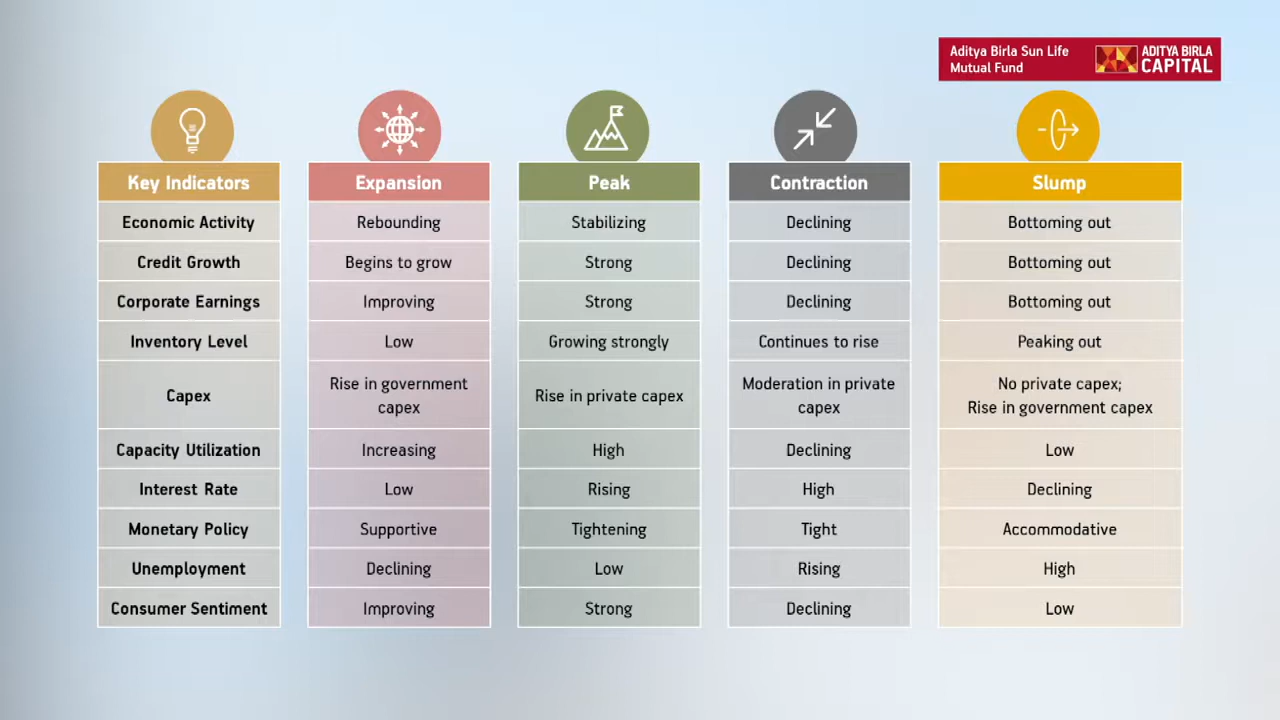 Aditya Birla Sun Life
Mutual Fund
ADITYA BIRLA
CAPITAL
Key Indicators Expansion Peak Contraction Slump
Economic Activity Rebounding Stabilizing Declining Bottoming out
Credit Growth Begins to grow Strong Declining Bottoming out
Corporate Earnings Improving Strong Declining Bottoming out
Inventory Level Low Growing strongly Continues to rise Peaking out
Capex Rise in government capex Rise in private capex Moderation in private capex No private capex; Rise in government capex
Capacity Utilization Increasing High Declining Low
Interest Rate Low Rising High Declining
Monetary Policy Supportive Tightening Tight Accommodative
Unemployment Declining Low Rising High
Consumer Sentiment Improving Strong Declining Low